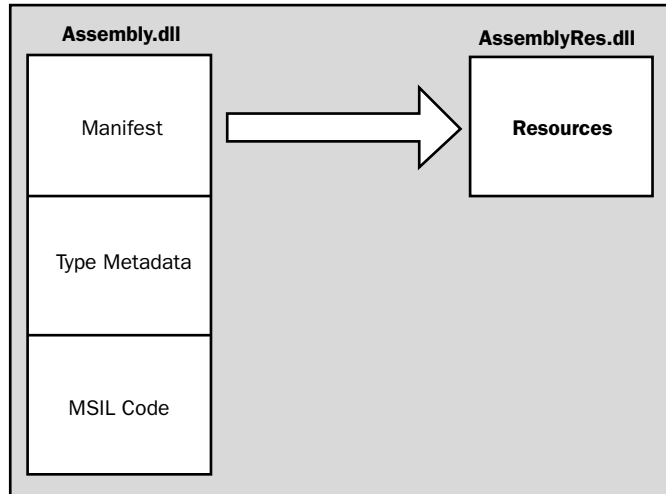 Assembly.dll
AssemblyRes.dll
Manifest
Resources
Type Metadata
MSIL Code